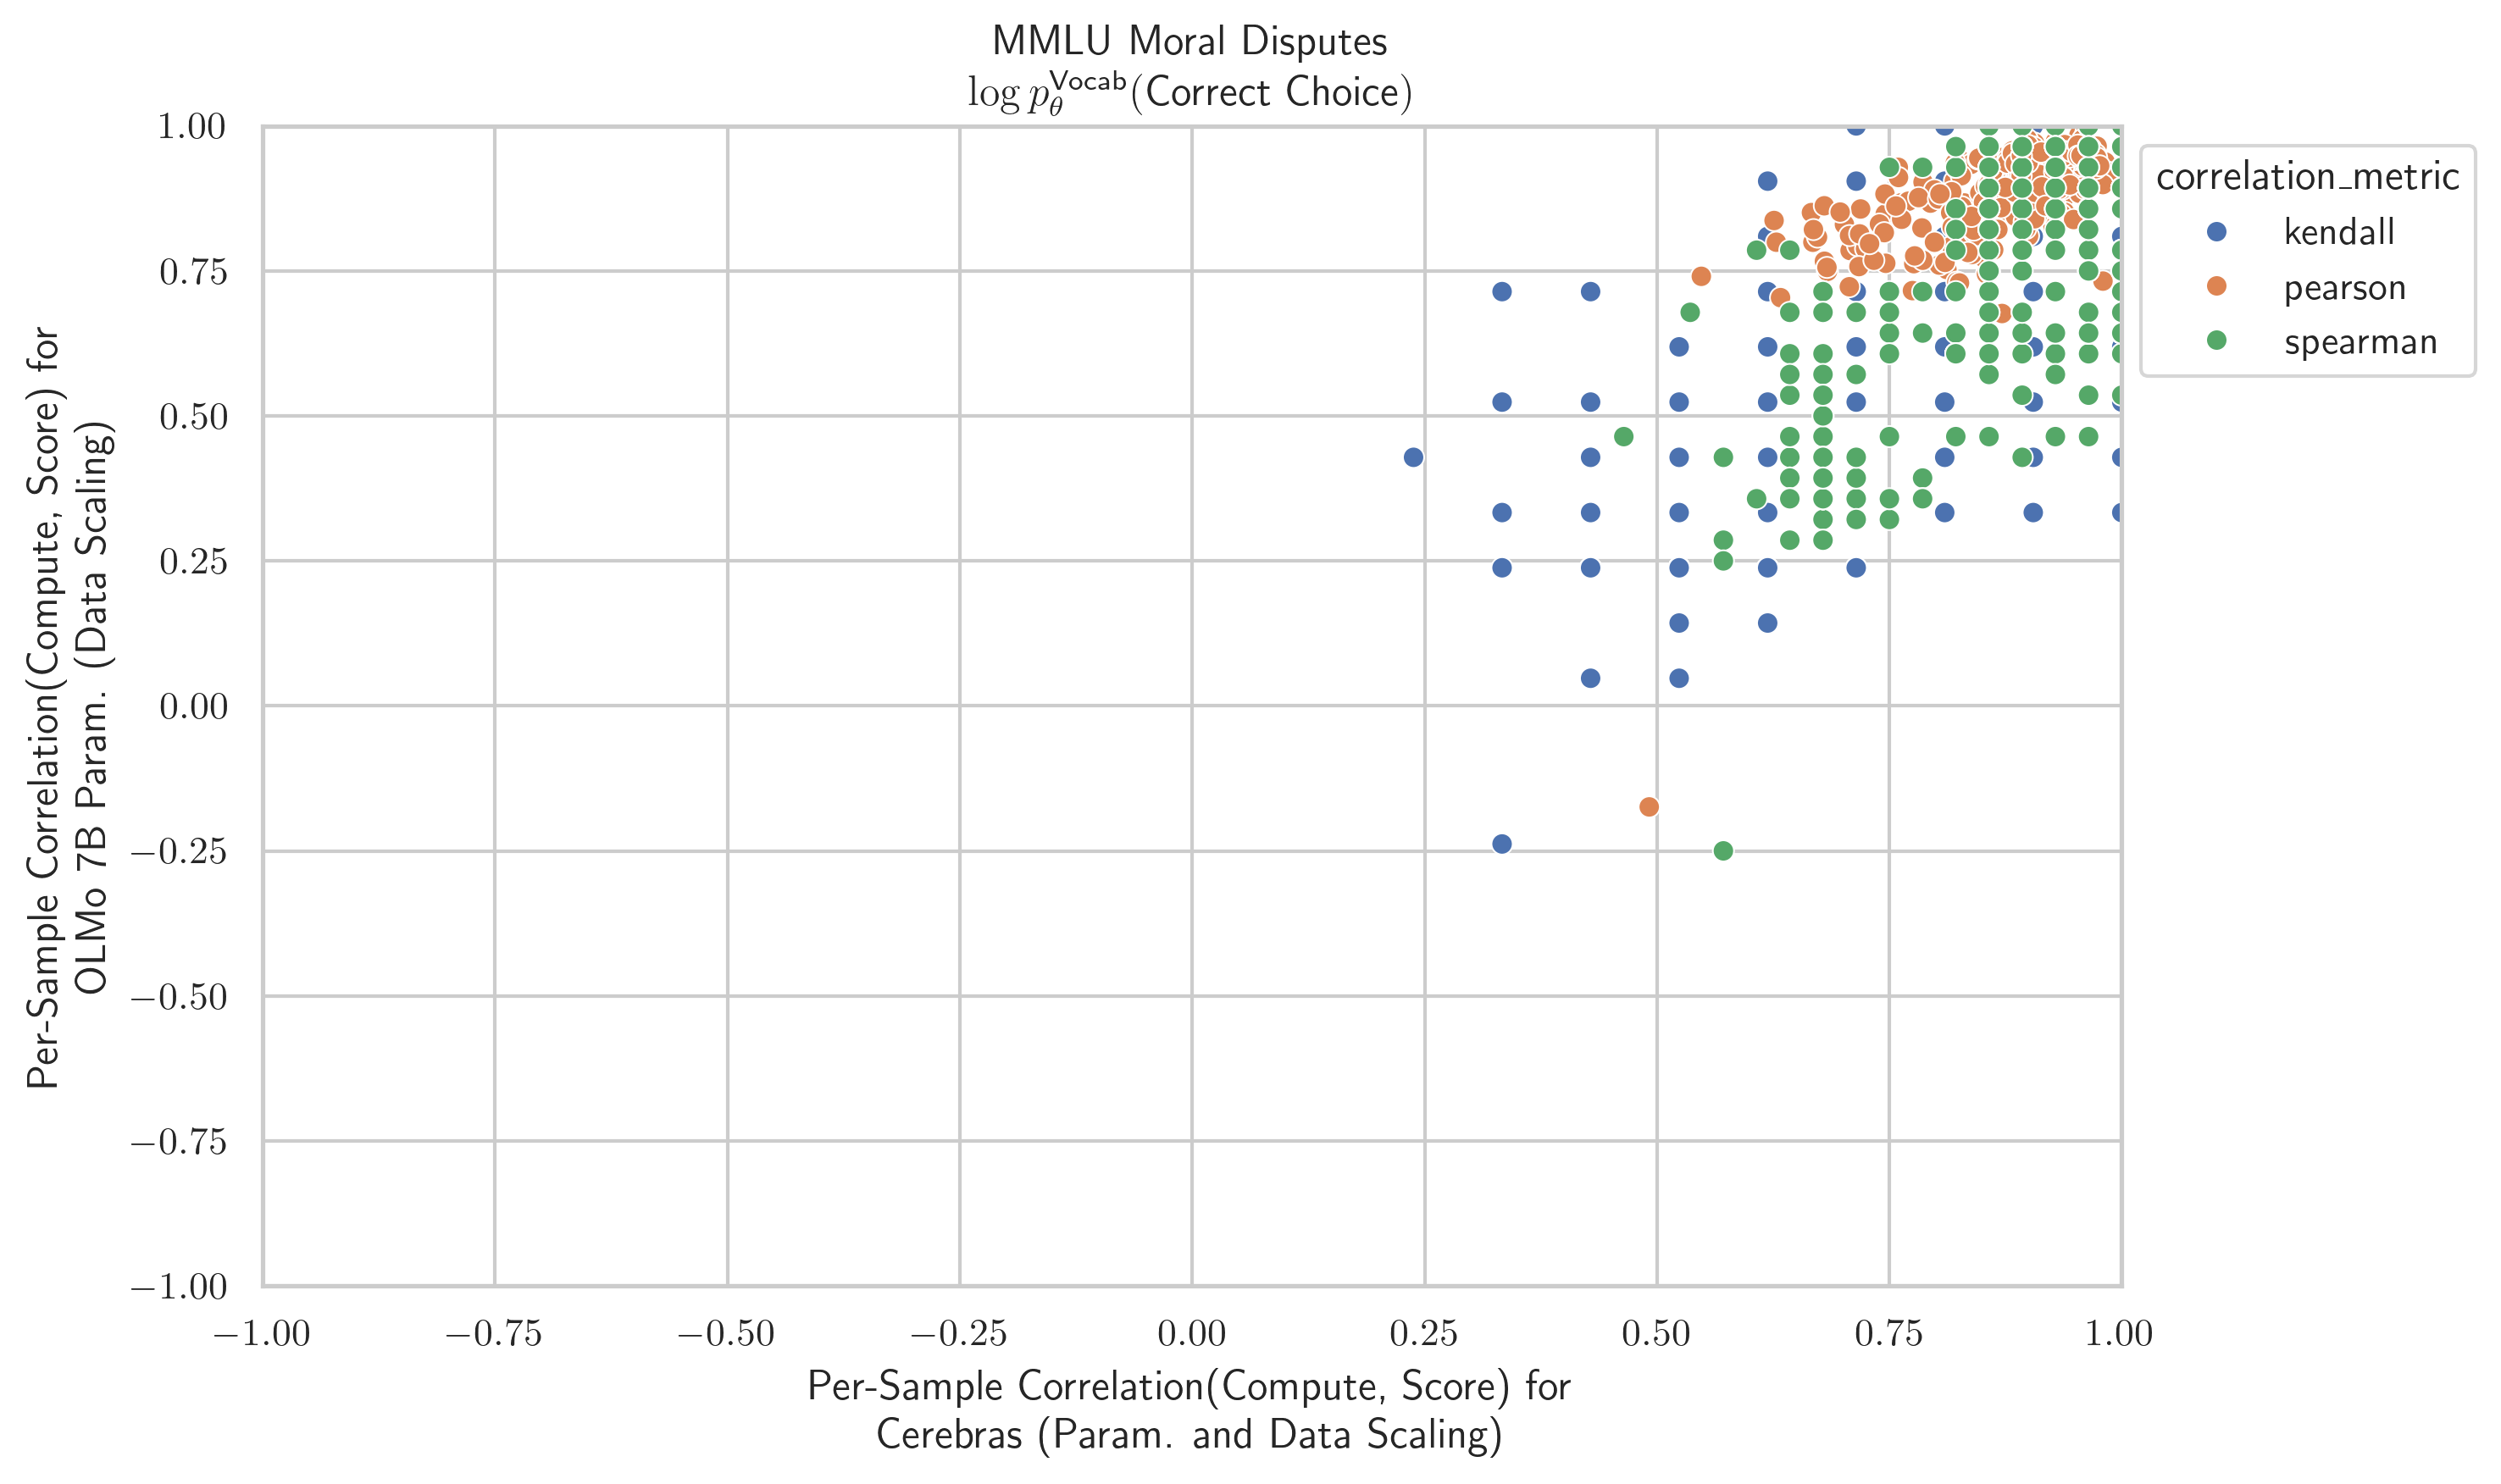 MMLU Moral Disputes
log p_θ^Vocab(Correct Choice)
Per-Sample Correlation(Compute, Score) for
OLMo 7B Param. (Data Scaling)
1.00
0.75
0.50
0.25
0.00
−0.25
−0.50
−0.75
−1.00
−1.00
−0.75
−0.50
−0.25
0.00
0.25
0.50
0.75
1.00
Per-Sample Correlation(Compute, Score) for
Cerebras (Param. and Data Scaling)
correlation_metric
kendall
pearson
spearman